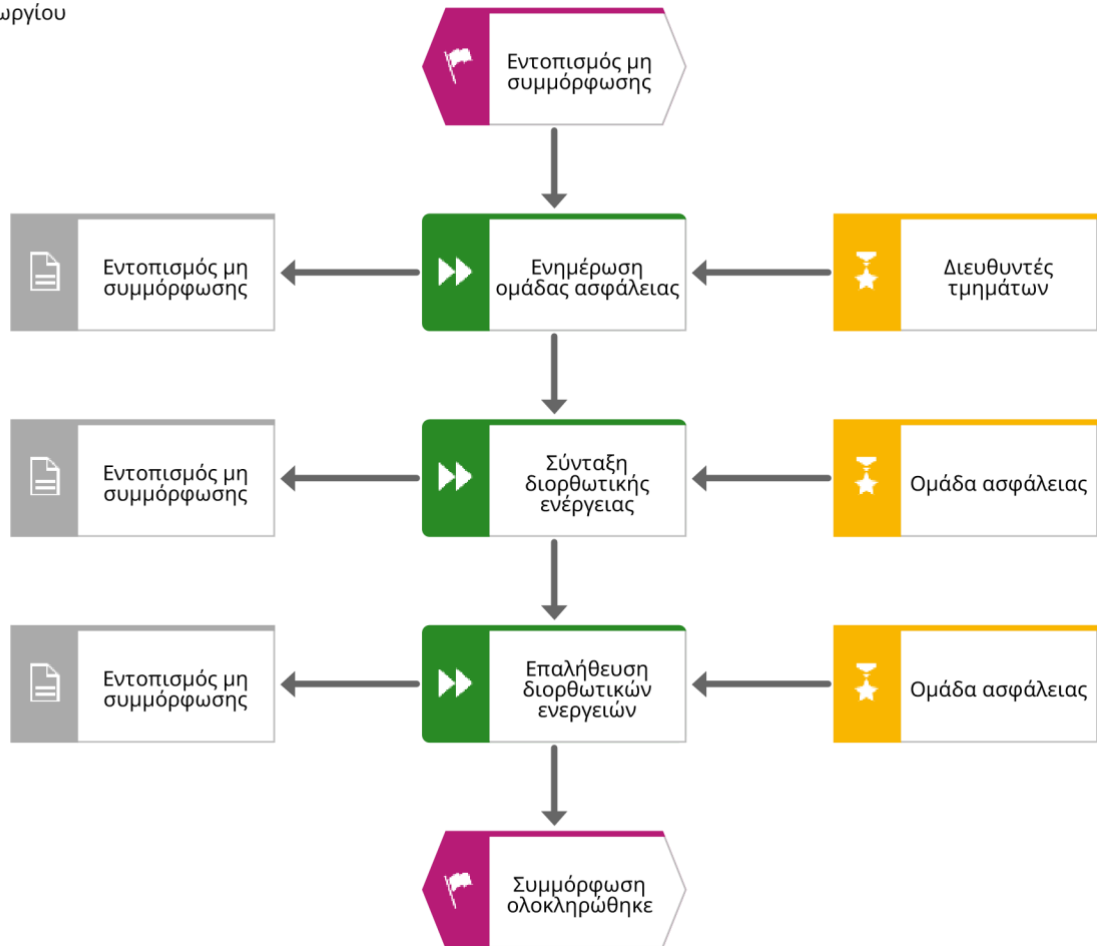 Εντοπισμός μη
συμμόρφωσης
Εντοπισμός μη
συμμόρφωσης
Ενημέρωση
ομάδας ασφάλειας
Διευθυντές
τμημάτων
Εντοπισμός μη
συμμόρφωσης
Σύνταξη
διορθωτικής
ενέργειας
Ομάδα ασφάλειας
Εντοπισμός μη
συμμόρφωσης
Επαλήθευση
διορθωτικών
ενεργειών
Ομάδα ασφάλειας
Συμμόρφωση
ολοκληρώθηκε